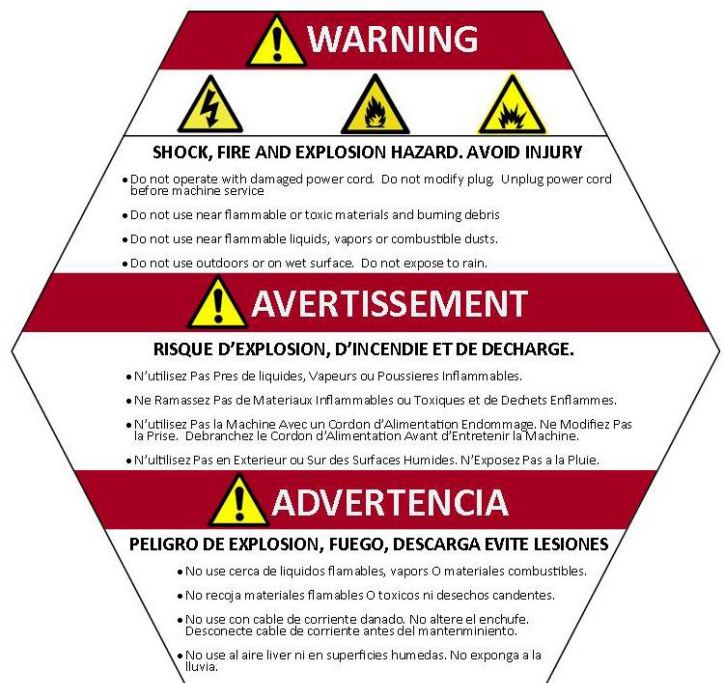 WARNING
SHOCK, FIRE AND EXPLOSION HAZARD. AVOID INJURY
• Do not operate with damaged power cord. Do not modify plug. Unplug power cord
before machine service
• Do not use near flammable or toxic materials and burning debris
• Do not use near flammable liquids, vapors or combustible dusts.
• Do not use outdoors or on wet surface. Do not expose to rain.
AVERTISSEMENT
RISQUE D'EXPLOSION, D'INCENDIE ET DE DECHARGE.
• N'utilisez Pas Pres de liquides, Vapeurs ou Poussieres Inflammables.
• Ne Ramassez Pas de Materiaux Inflammables ou Toxiques et de Dechets Enflammes.
• N'utilisez Pas la Machine Avec un Cordon d'Alimentation Endommage. Ne Modifiez Pas
la Prise. Debranchez le Cordon d'Alimentation Avant d'Entretenir la Machine.
• N'ultilisez Pas en Exterieur ou Sur des Surfaces Humides. N'Exposez Pas a la Pluie.
ADVERTENCIA
PELIGRO DE EXPLOSION, FUEGO, DESCARGA EVITE LESIONES
• No use cerca de liquidos flamables, vapors O materiales combustibles.
• No recoja materiales flamables O toxicos ni desechos candentes.
• No use con cable de corriente danado. No altere el enchufe.
Desconecte cable de corriente antes del mantenminiento.
• No use al aire liver ni en superficies humedas. No exponga a la
lluvia.